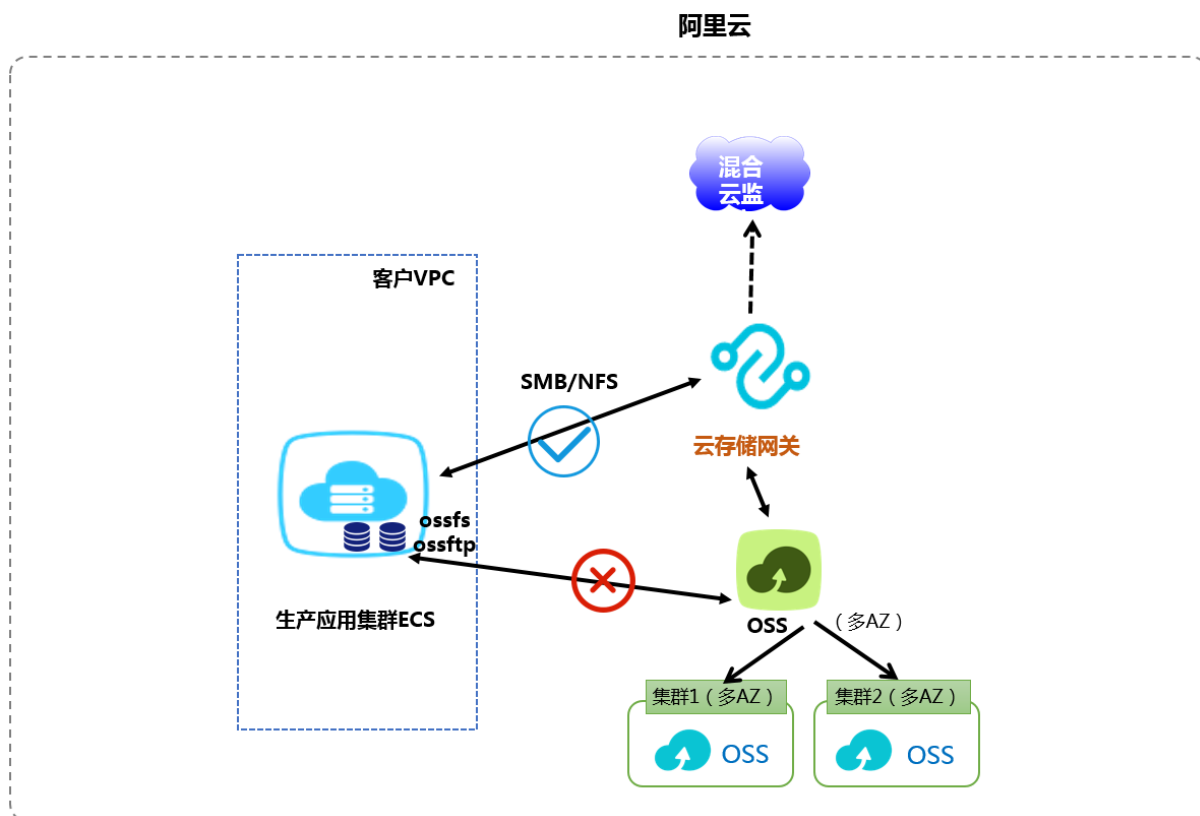 阿里云
混合
云监
客户VPC
SMB/NFS
云存储网关
ossfs
ossftp
生产应用集群ECS
OSS
（多AZ）
集群1（多AZ）
集群2（多AZ）
OSS
OSS